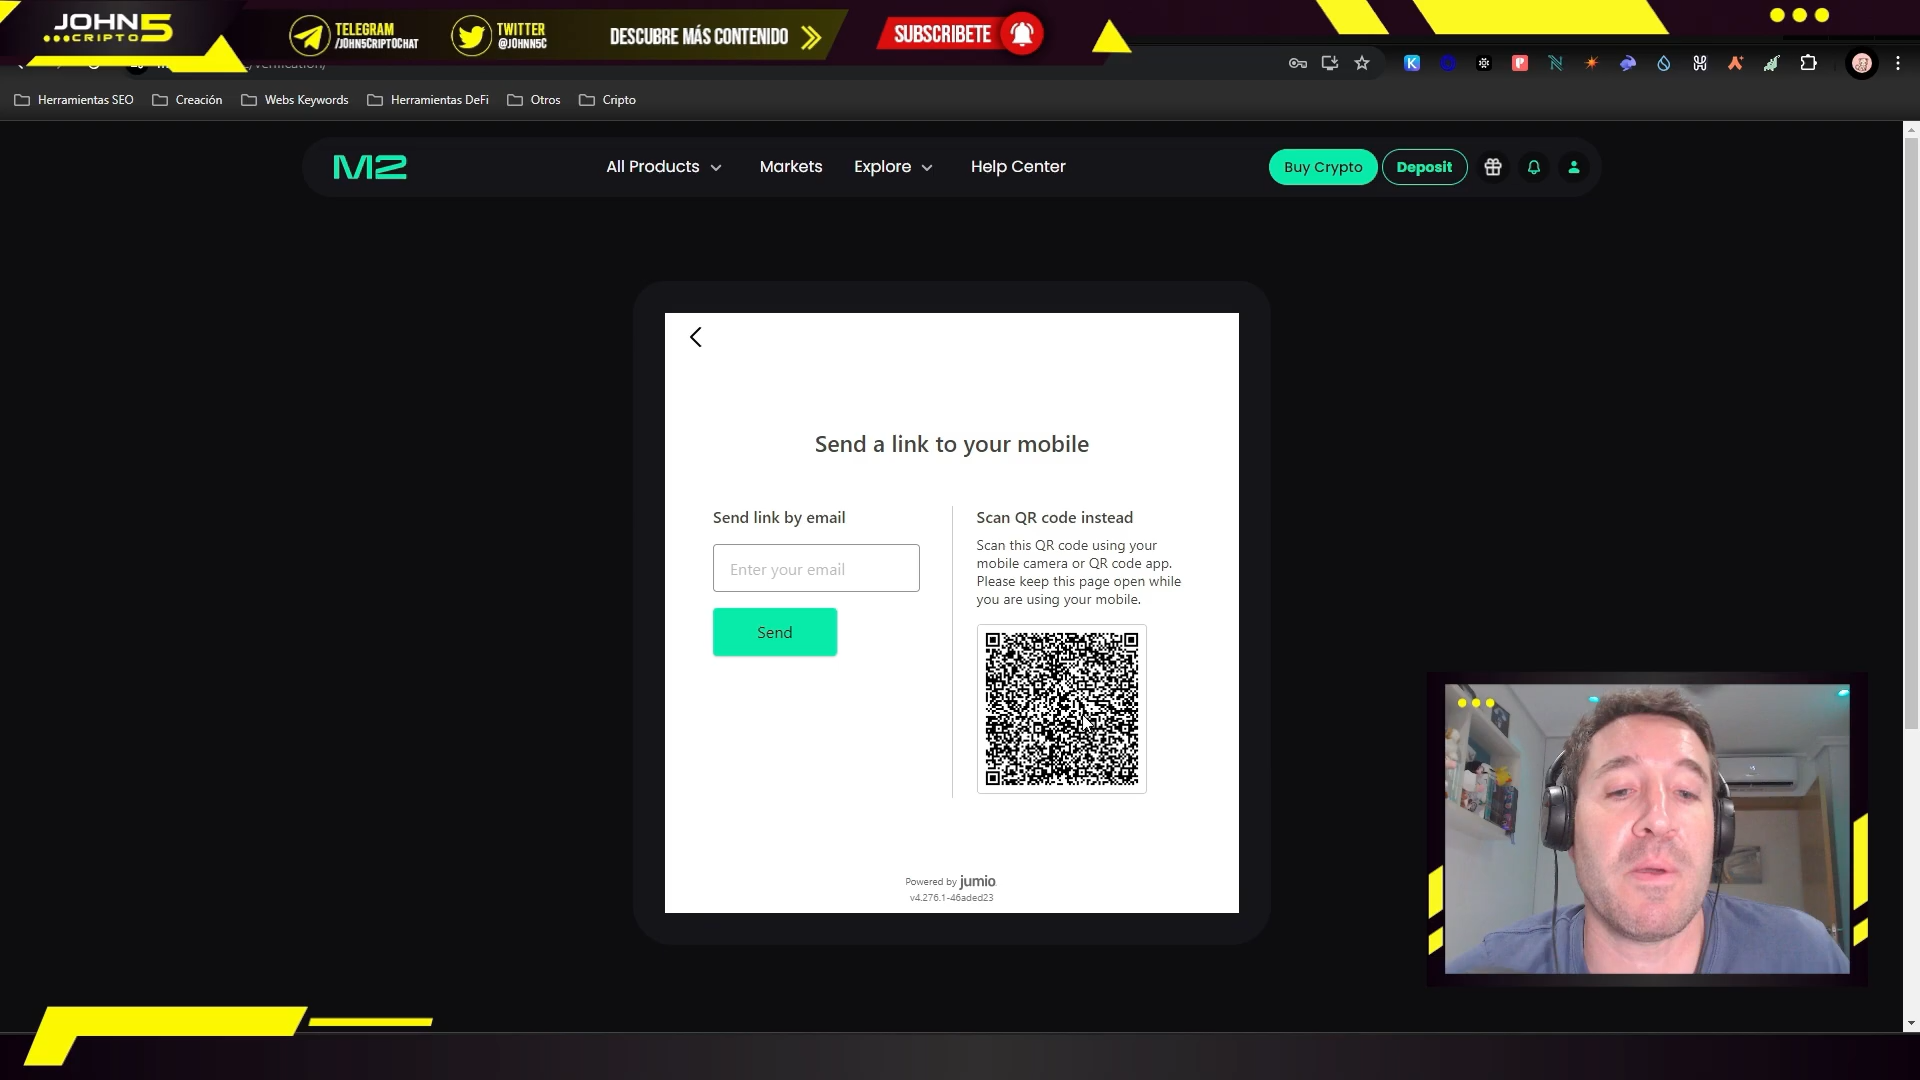 JOHN5
CRIPTO
TELEGRAM
/JOHN5CRIPTOCHAT
TWITTER
@JOHNN5C
DESCUBRE MÁS CONTENIDO
SUBSCRIBETE
Herramientas SEO
Creación
Webs Keywords
Herramientas DeFi
Otros
Cripto
M2
All Products
Markets
Explore
Help Center
Buy Crypto
Deposit
Send a link to your mobile
Send link by email
Enter your email
Send
Scan QR code instead
Scan this QR code using your
mobile camera or QR code app.
Please keep this page open while
you are using your mobile.
Powered by jumio.
v4.276.1-46aded23